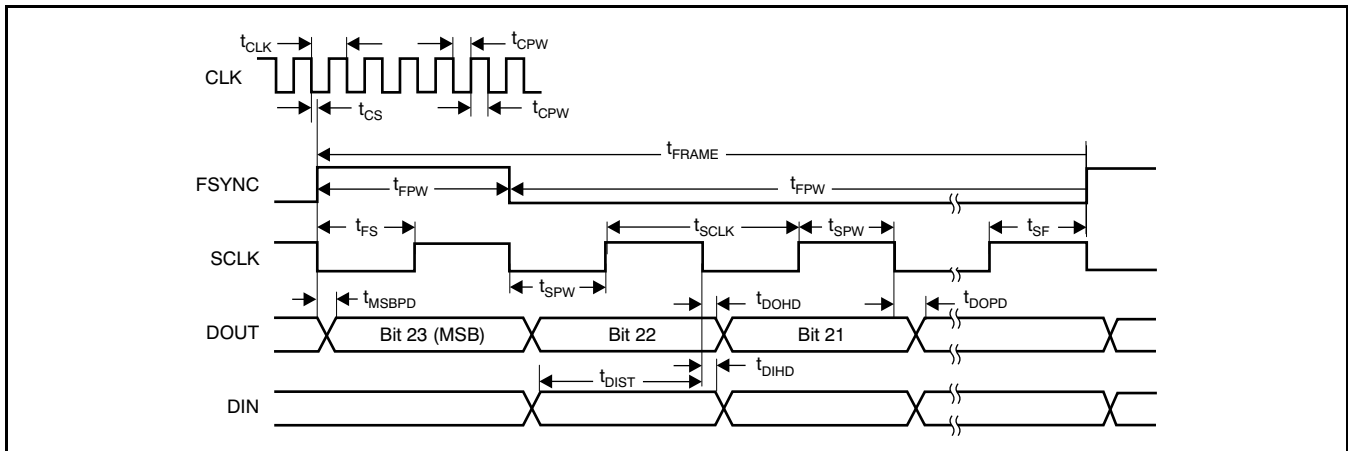 tCLK
tCPW
CLK
tCS
tCPW
tFRAME
FSYNC
tFPW
tFPW
tFS
tSCLK
tSPW
tSF
SCLK
tSPW
tMSBPD
tDOHD
tDOPD
DOUT
Bit 23 (MSB)
Bit 22
Bit 21
tDIST
tDIHD
DIN